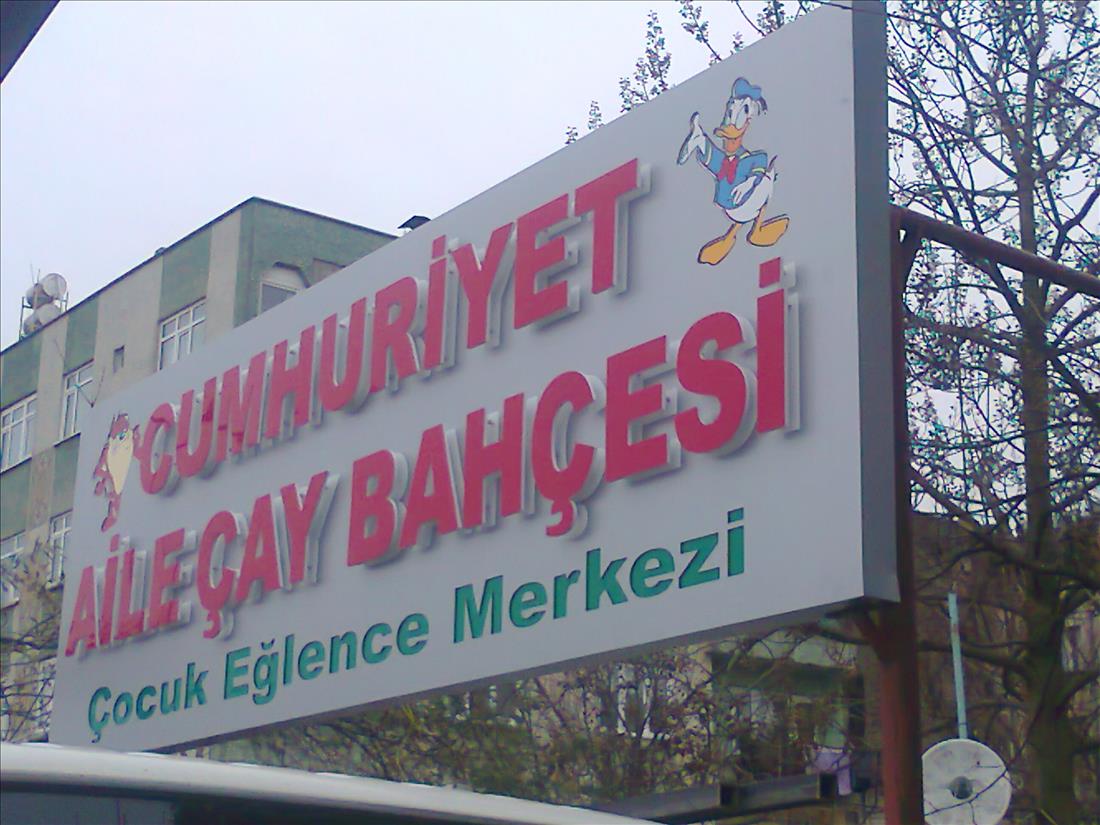 CUMHURİYET
AİLE ÇAY BAHÇESİ
Çocuk Eğlence Merkezi